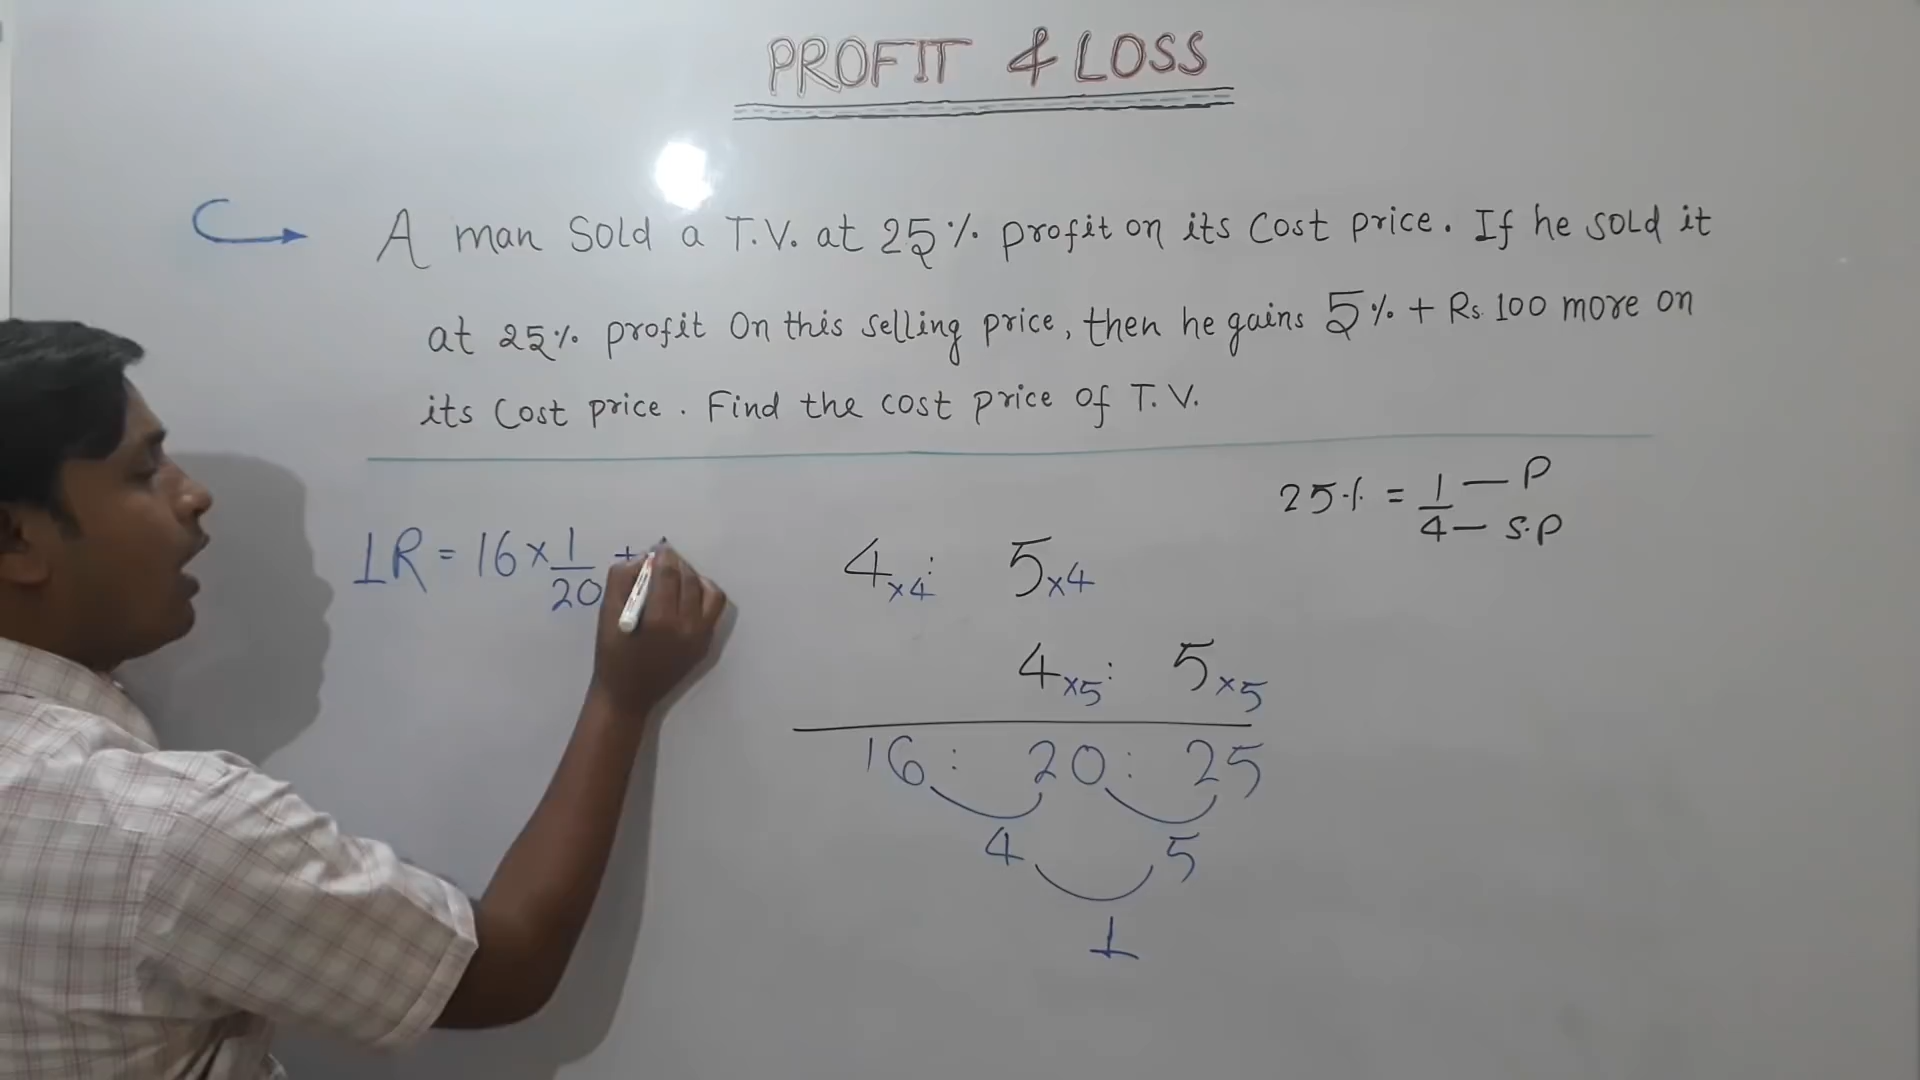 PROFIT & LOSS
A man Sold a T.V. at 25% profit on its Cost price. If he sold it
at 25% profit On this selling price, then he gains 5% + Rs. 100 more on
its Cost price. Find the cost price of T.V.
25% = 1/4 — P
— S.P
1R = 16 × 1/20 +
4×4 : 5×4
4×5 : 5×5
16 : 20 : 25
4 5
1